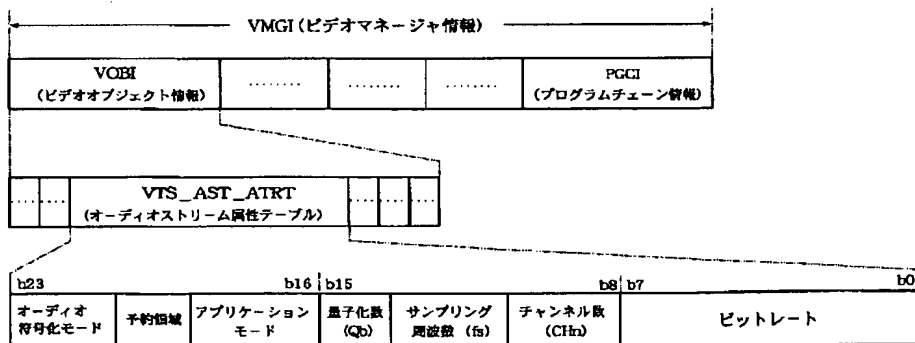 VMGI (ビデオマネージャ情報)
VOBI
(ビデオオブジェクト情報)
........
........
........
PGCI
(プログラムチェーン情報)
.....
.....
VTS_AST_ATRT
(オーディオストリーム属性テーブル)
.....
....
....
b23
b16
b15
b8
b7
b0
オーディオ
符号化モード
予約領域
アプリケーション
モード
量子化数
(Qb)
サンプリング
周波数 (fs)
チャンネル数
(CHn)
ビットレート